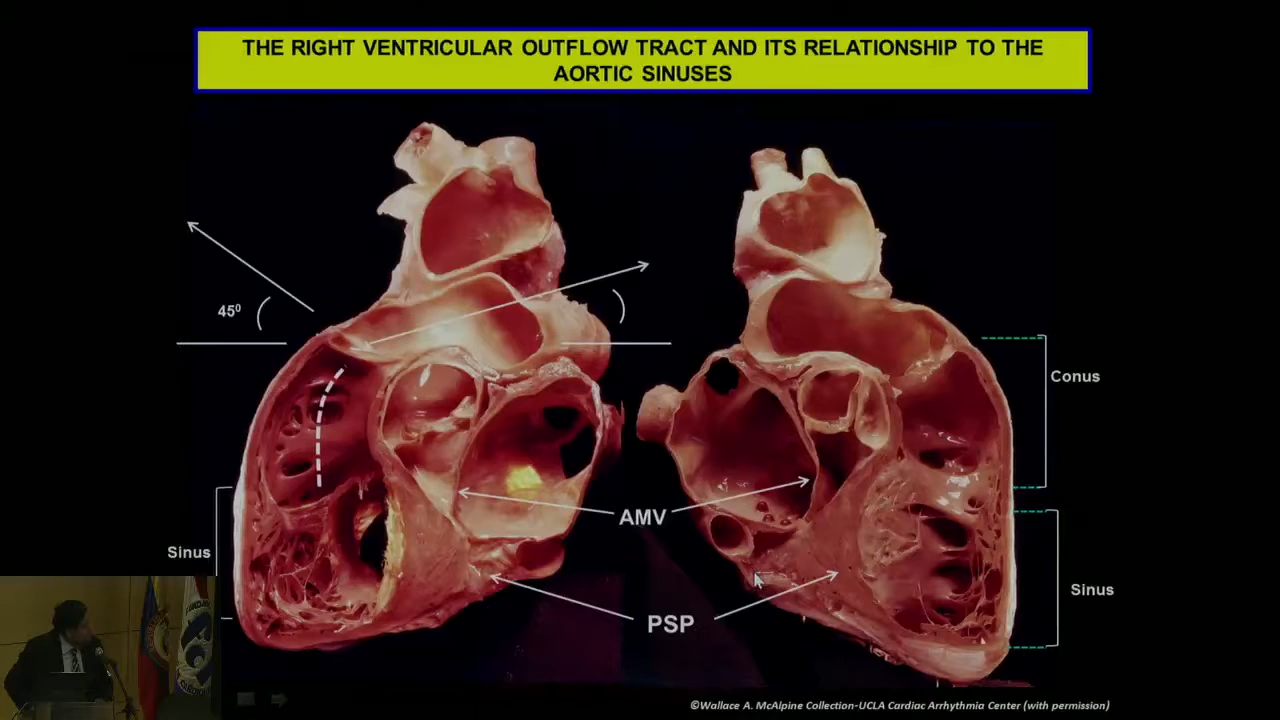 THE RIGHT VENTRICULAR OUTFLOW TRACT AND ITS RELATIONSHIP TO THE
AORTIC SINUSES
45⁰
Conus
AMV
Sinus
Sinus
PSP
©Wallace A. McAlpine Collection-UCLA Cardiac Arrhythmia Center (with permission)